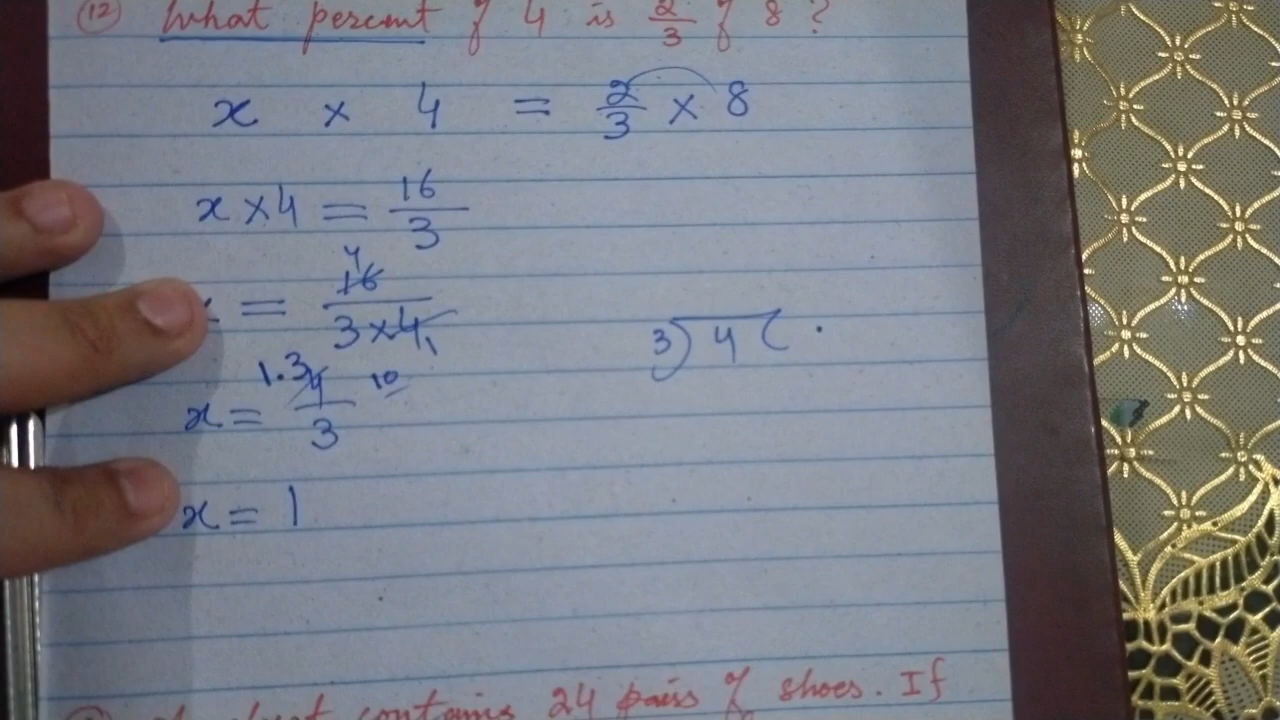 (12) What percent of 4 is 2/3 of 8 ?
x × 4 = 2/3 × 8
x × 4 = 16/3
4
= 16/3×4 1
3) 4 (.
1.3 10
x = 4/3
x = 1
contains 24 pairs of shoes. If